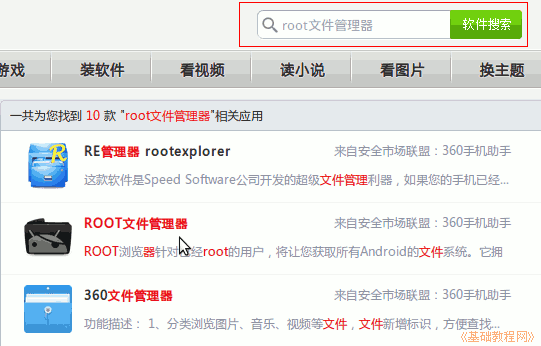 root文件管理器 软件搜索
游戏 装软件 看视频 读小说 看图片 换主题
一共为您找到 10 款 "root文件管理器"相关应用
RE管理器 rootexplorer 来自安全市场联盟：360手机助手
这款软件是Speed Software公司开发的超级文件管理利器，如果您的手机已经...
ROOT文件管理器 来自安全市场联盟：360手机助手
ROOT浏览器针对已经root的用户，将让您获取所有Android的文件系统。它拥
360文件管理器 来自安全市场联盟：360手机助手
功能描述： 1、分类浏览图片、音乐、视频等文件，文件新增标识，方便查找...
《基础教程网》